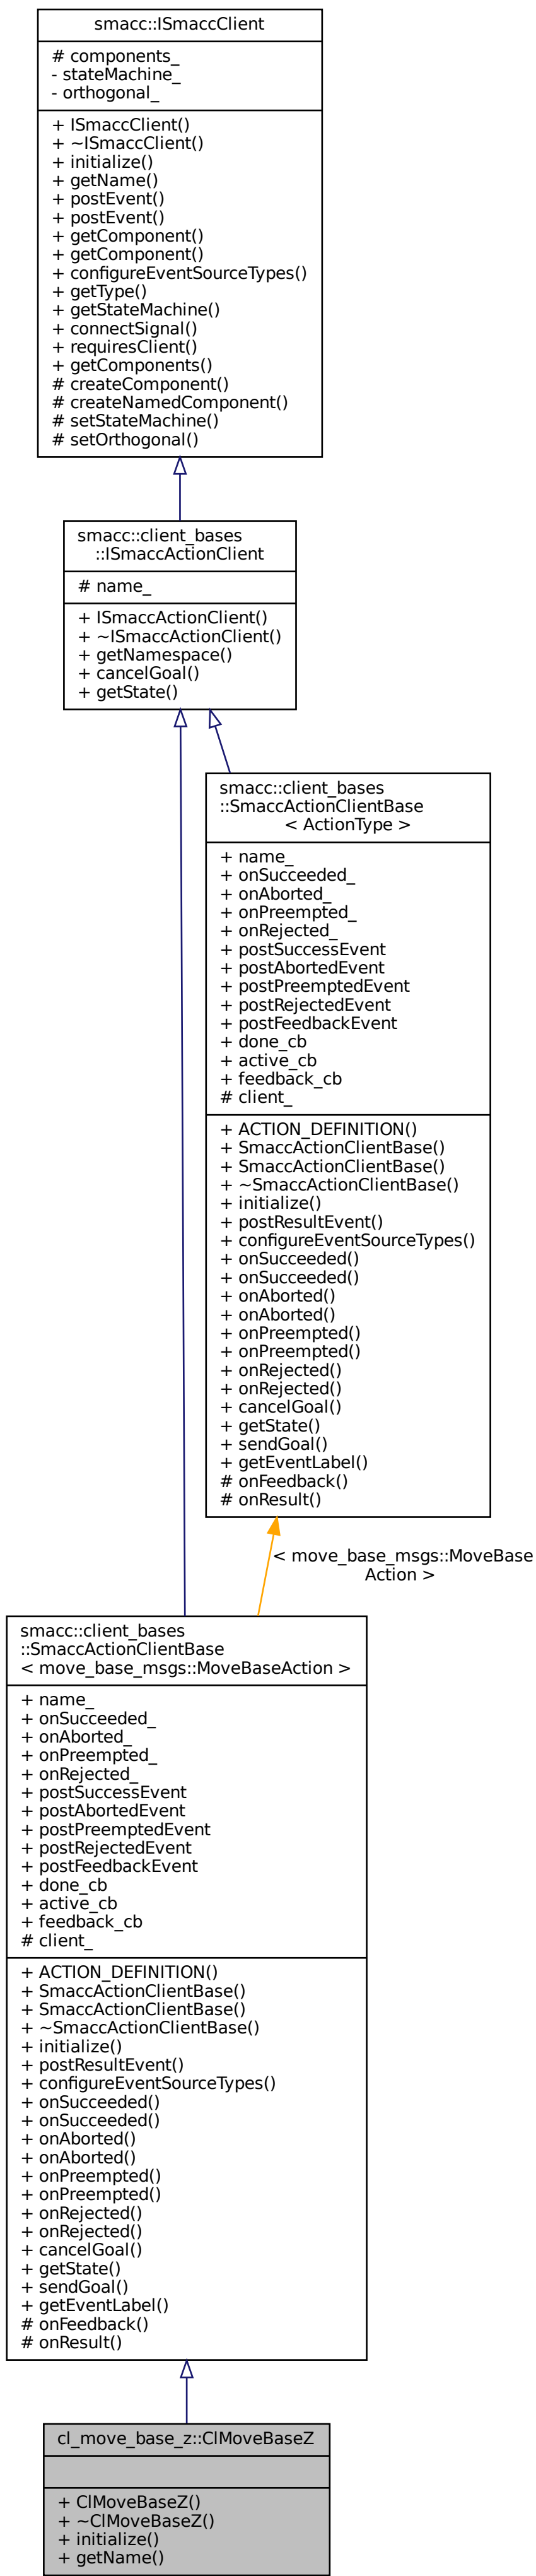 smacc::ISmaccClient
# components_
- stateMachine_
- orthogonal_
+ ISmaccClient()
+ ~ISmaccClient()
+ initialize()
+ getName()
+ postEvent()
+ postEvent()
+ getComponent()
+ getComponent()
+ configureEventSourceTypes()
+ getType()
+ getStateMachine()
+ connectSignal()
+ requiresClient()
+ getComponents()
# createComponent()
# createNamedComponent()
# setStateMachine()
# setOrthogonal()
smacc::client_bases
::ISmaccActionClient
# name_
+ ISmaccActionClient()
+ ~ISmaccActionClient()
+ getNamespace()
+ cancelGoal()
+ getState()
smacc::client_bases
::SmaccActionClientBase
< ActionType >
+ name_
+ onSucceeded_
+ onAborted_
+ onPreempted_
+ onRejected_
+ postSuccessEvent
+ postAbortedEvent
+ postPreemptedEvent
+ postRejectedEvent
+ postFeedbackEvent
+ done_cb
+ active_cb
+ feedback_cb
# client_
+ ACTION_DEFINITION()
+ SmaccActionClientBase()
+ SmaccActionClientBase()
+ ~SmaccActionClientBase()
+ initialize()
+ postResultEvent()
+ configureEventSourceTypes()
+ onSucceeded()
+ onSucceeded()
+ onAborted()
+ onAborted()
+ onPreempted()
+ onPreempted()
+ onRejected()
+ onRejected()
+ cancelGoal()
+ getState()
+ sendGoal()
+ getEventLabel()
# onFeedback()
# onResult()
< move_base_msgs::MoveBase
Action >
smacc::client_bases
::SmaccActionClientBase
< move_base_msgs::MoveBaseAction >
+ name_
+ onSucceeded_
+ onAborted_
+ onPreempted_
+ onRejected_
+ postSuccessEvent
+ postAbortedEvent
+ postPreemptedEvent
+ postRejectedEvent
+ postFeedbackEvent
+ done_cb
+ active_cb
+ feedback_cb
# client_
+ ACTION_DEFINITION()
+ SmaccActionClientBase()
+ SmaccActionClientBase()
+ ~SmaccActionClientBase()
+ initialize()
+ postResultEvent()
+ configureEventSourceTypes()
+ onSucceeded()
+ onSucceeded()
+ onAborted()
+ onAborted()
+ onPreempted()
+ onPreempted()
+ onRejected()
+ onRejected()
+ cancelGoal()
+ getState()
+ sendGoal()
+ getEventLabel()
# onFeedback()
# onResult()
cl_move_base_z::ClMoveBaseZ
+ ClMoveBaseZ()
+ ~ClMoveBaseZ()
+ initialize()
+ getName()